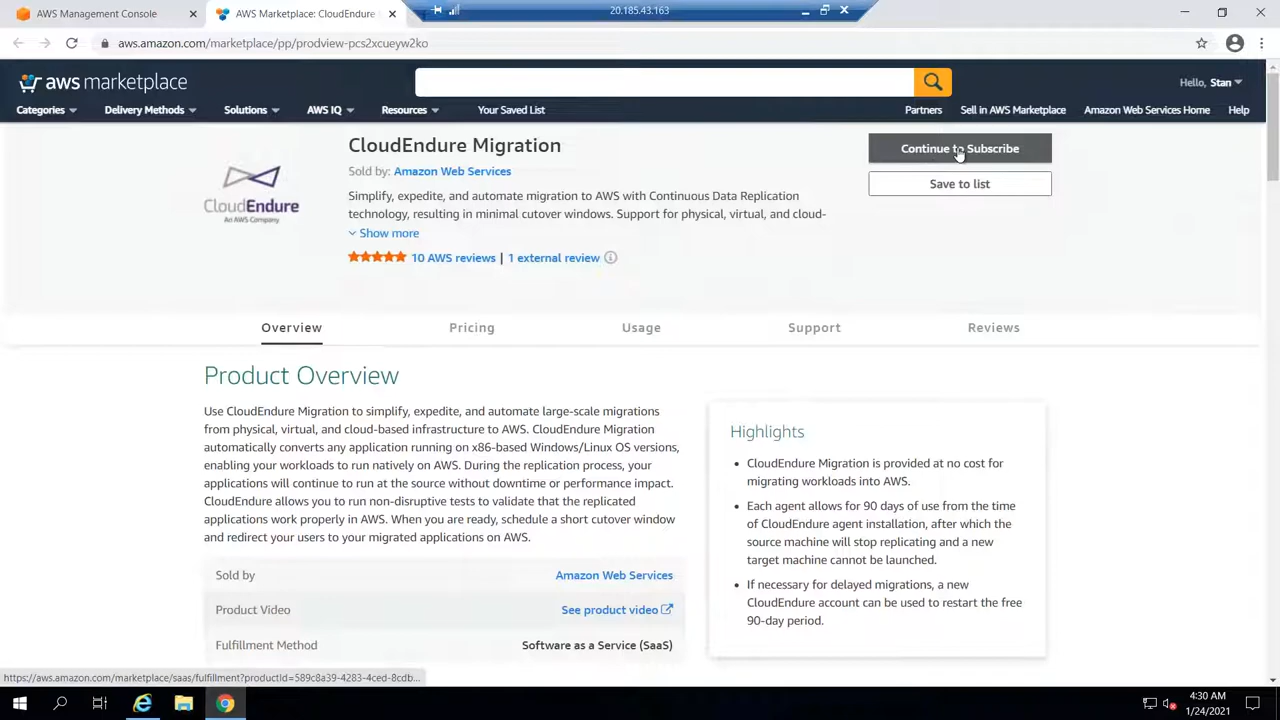 AWS Management Console
AWS Marketplace: CloudEndure
20.185.43.163
aws.amazon.com/marketplace/pp/prodview-pcs2xcueyw2ko
aws marketplace
Hello, Stan
Categories
Delivery Methods
Solutions
AWS IQ
Resources
Your Saved List
Partners
Sell in AWS Marketplace
Amazon Web Services Home
Help
CloudEndure
An AWS Company
CloudEndure Migration
Sold by: Amazon Web Services
Simplify, expedite, and automate migration to AWS with Continuous Data Replication
technology, resulting in minimal cutover windows. Support for physical, virtual, and cloud-
Show more
10 AWS reviews | 1 external review
Continue to Subscribe
Save to list
Overview
Pricing
Usage
Support
Reviews
Product Overview
Use CloudEndure Migration to simplify, expedite, and automate large-scale migrations
from physical, virtual, and cloud-based infrastructure to AWS. CloudEndure Migration
automatically converts any application running on x86-based Windows/Linux OS versions,
enabling your workloads to run natively on AWS. During the replication process, your
applications will continue to run at the source without downtime or performance impact.
CloudEndure allows you to run non-disruptive tests to validate that the replicated
applications work properly in AWS. When you are ready, schedule a short cutover window
and redirect your users to your migrated applications on AWS.
Sold by
Amazon Web Services
Product Video
See product video
Fulfillment Method
Software as a Service (SaaS)
Highlights
• CloudEndure Migration is provided at no cost for
migrating workloads into AWS.
• Each agent allows for 90 days of use from the time
of CloudEndure agent installation, after which the
source machine will stop replicating and a new
target machine cannot be launched.
• If necessary for delayed migrations, a new
CloudEndure account can be used to restart the free
90-day period.
https://aws.amazon.com/marketplace/saas/fulfillment?productId=589c8a39-4283-4ced-8cdb...
4:30 AM
1/24/2021